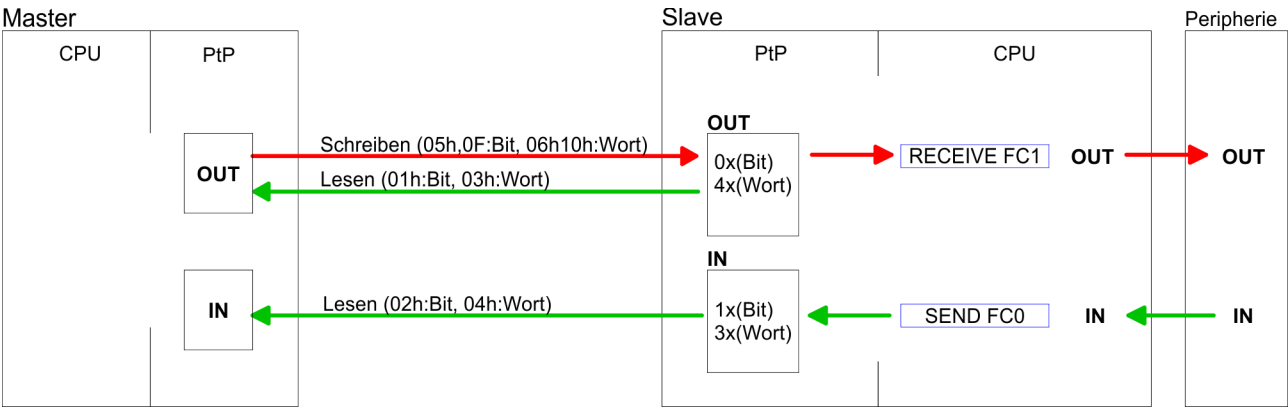 Master
Slave
Peripherie
CPU
PtP
PtP
CPU
OUT
Schreiben (05h,0F:Bit, 06h10h:Wort)
0x(Bit)
RECEIVE FC1
OUT
OUT
OUT
Lesen (01h:Bit, 03h:Wort)
4x(Wort)
IN
IN
Lesen (02h:Bit, 04h:Wort)
1x(Bit)
3x(Wort)
SEND FC0
IN
IN